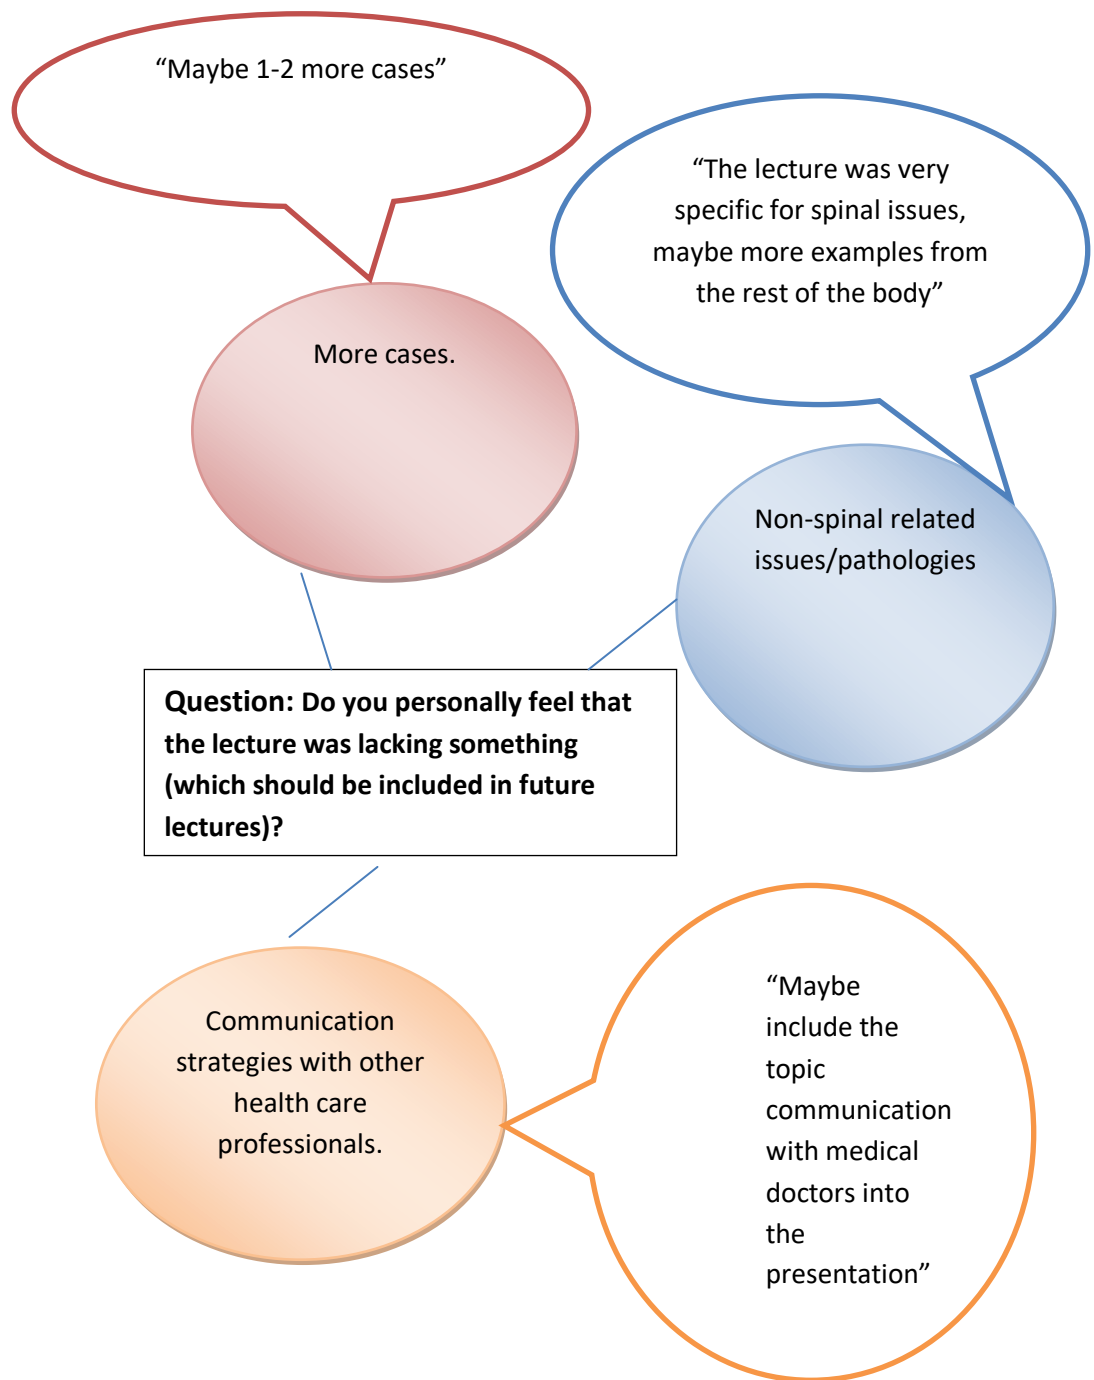 “Maybe 1-2 more cases”
“The lecture was very
specific for spinal issues,
maybe more examples from
the rest of the body”
More cases.
Non-spinal related
issues/pathologies
Question: Do you personally feel that
the lecture was lacking something
(which should be included in future
lectures)?
Communication
strategies with other
health care
professionals.
“Maybe
include the
topic
communication
with medical
doctors into
the
presentation”